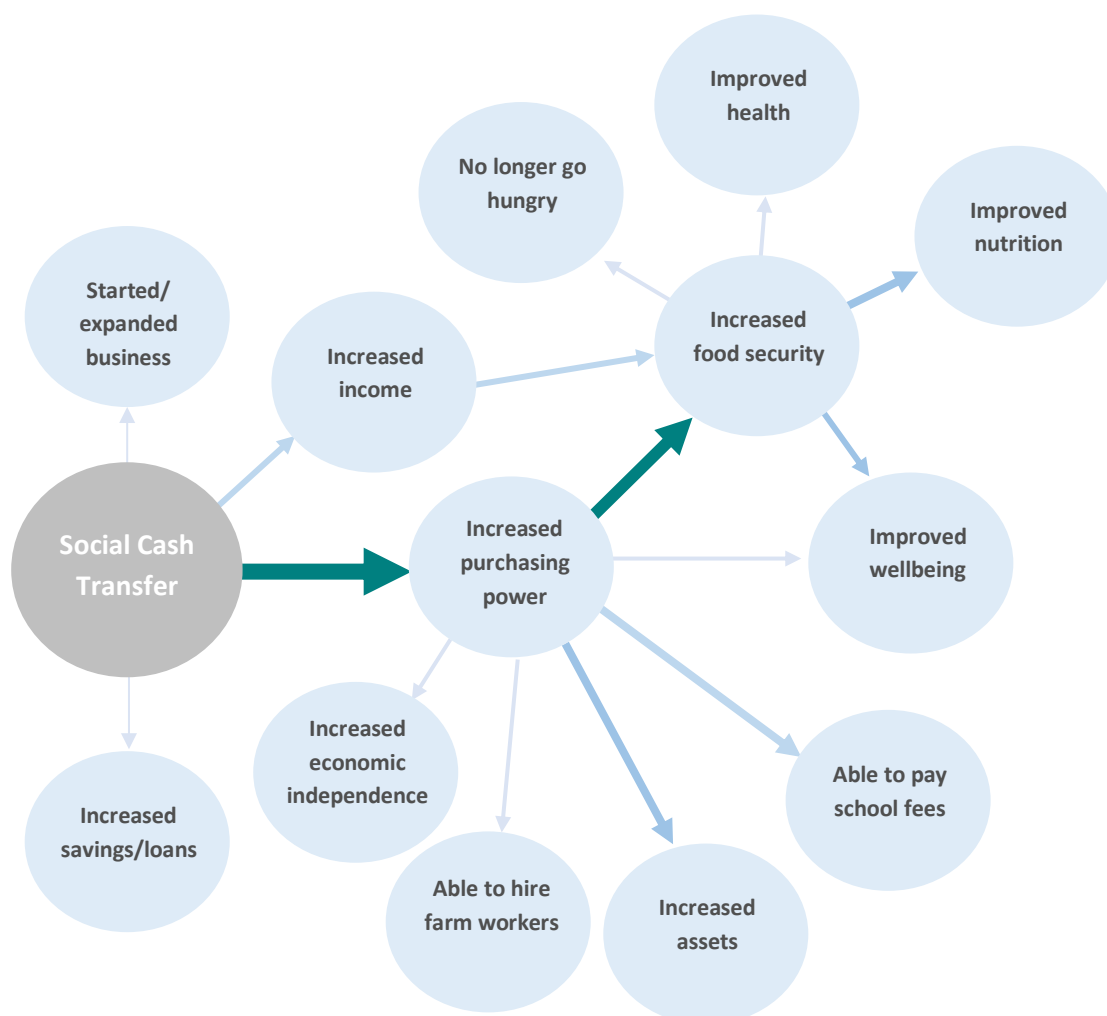 Improved
health
No longer go
hungry
Improved
nutrition
Started/
expanded
business
Increased
income
Increased
food security
Social Cash
Transfer
Increased
purchasing
power
Improved
wellbeing
Increased
economic
independence
Able to pay
school fees
Increased
savings/loans
Able to hire
farm workers
Increased
assets